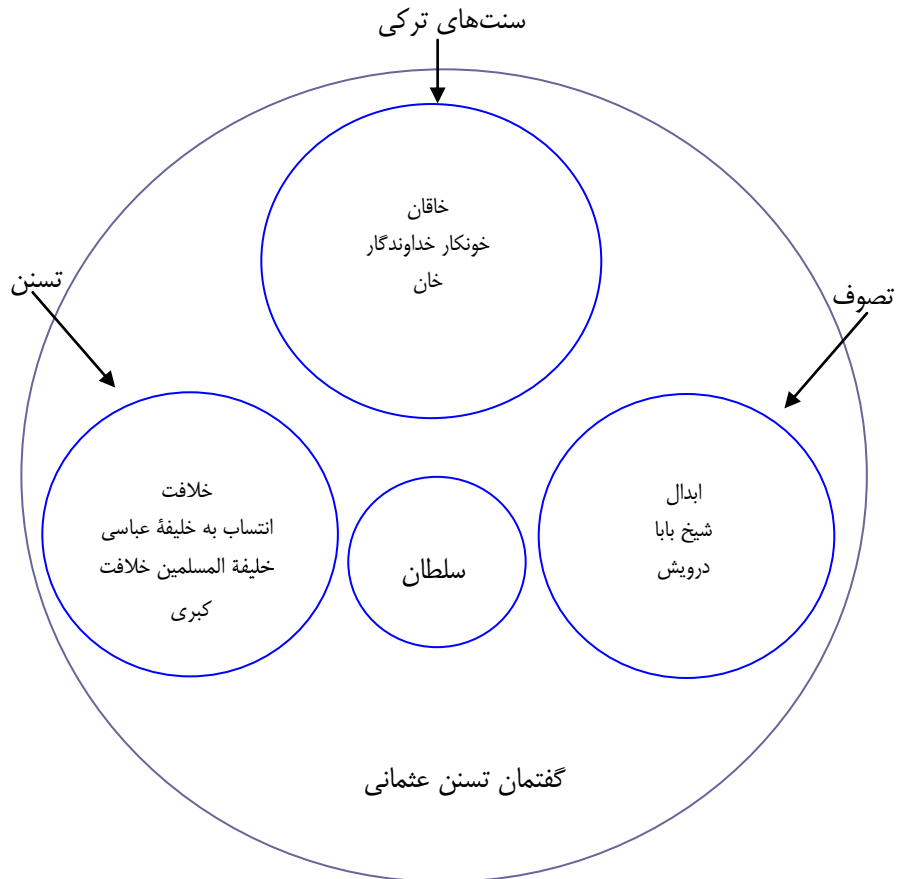 سنت‌های ترکی
خاقان
خونکار خداوندگار
خان
تصوف
تسنن
ابدال
شیخ بابا
درویش
سلطان
خلافت
انتساب به خلیفۀ عباسی
خلیفة المسلمین خلافت
کبری
گفتمان تسنن عثمانی